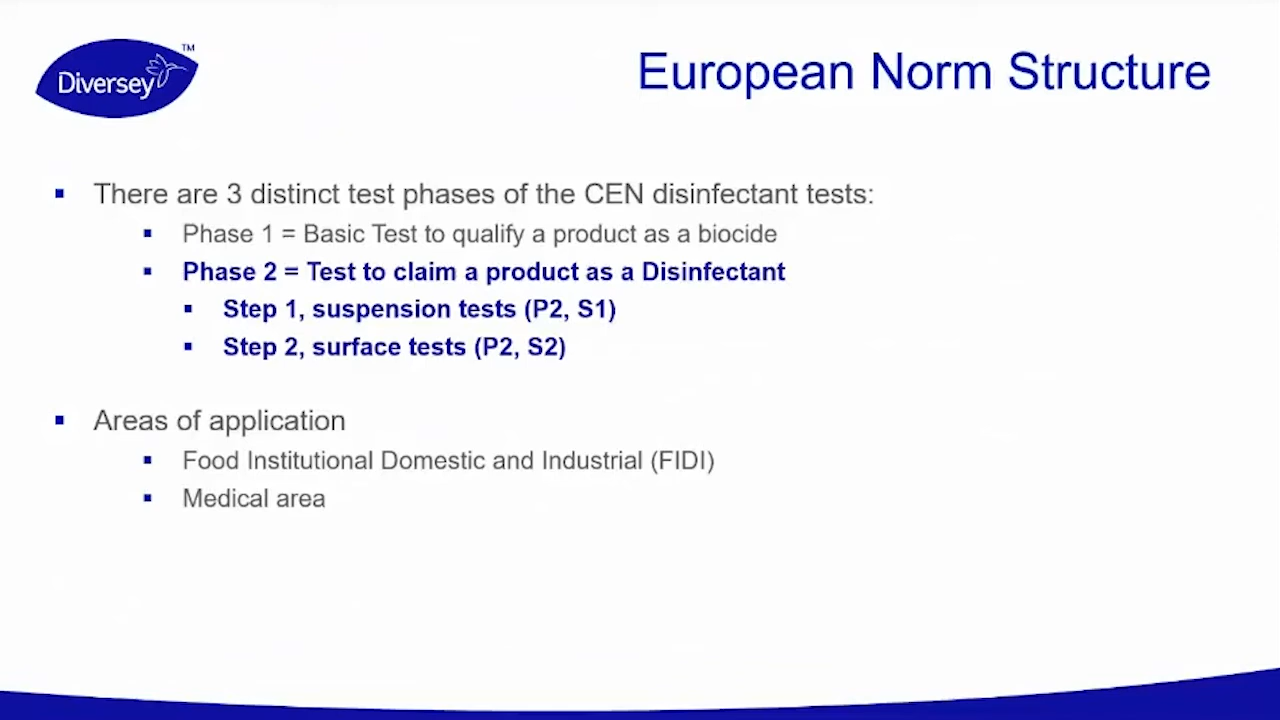 Diversey
TM
European Norm Structure
There are 3 distinct test phases of the CEN disinfectant tests:
Phase 1 = Basic Test to qualify a product as a biocide
Phase 2 = Test to claim a product as a Disinfectant
Step 1, suspension tests (P2, S1)
Step 2, surface tests (P2, S2)
Areas of application
Food Institutional Domestic and Industrial (FIDI)
Medical area